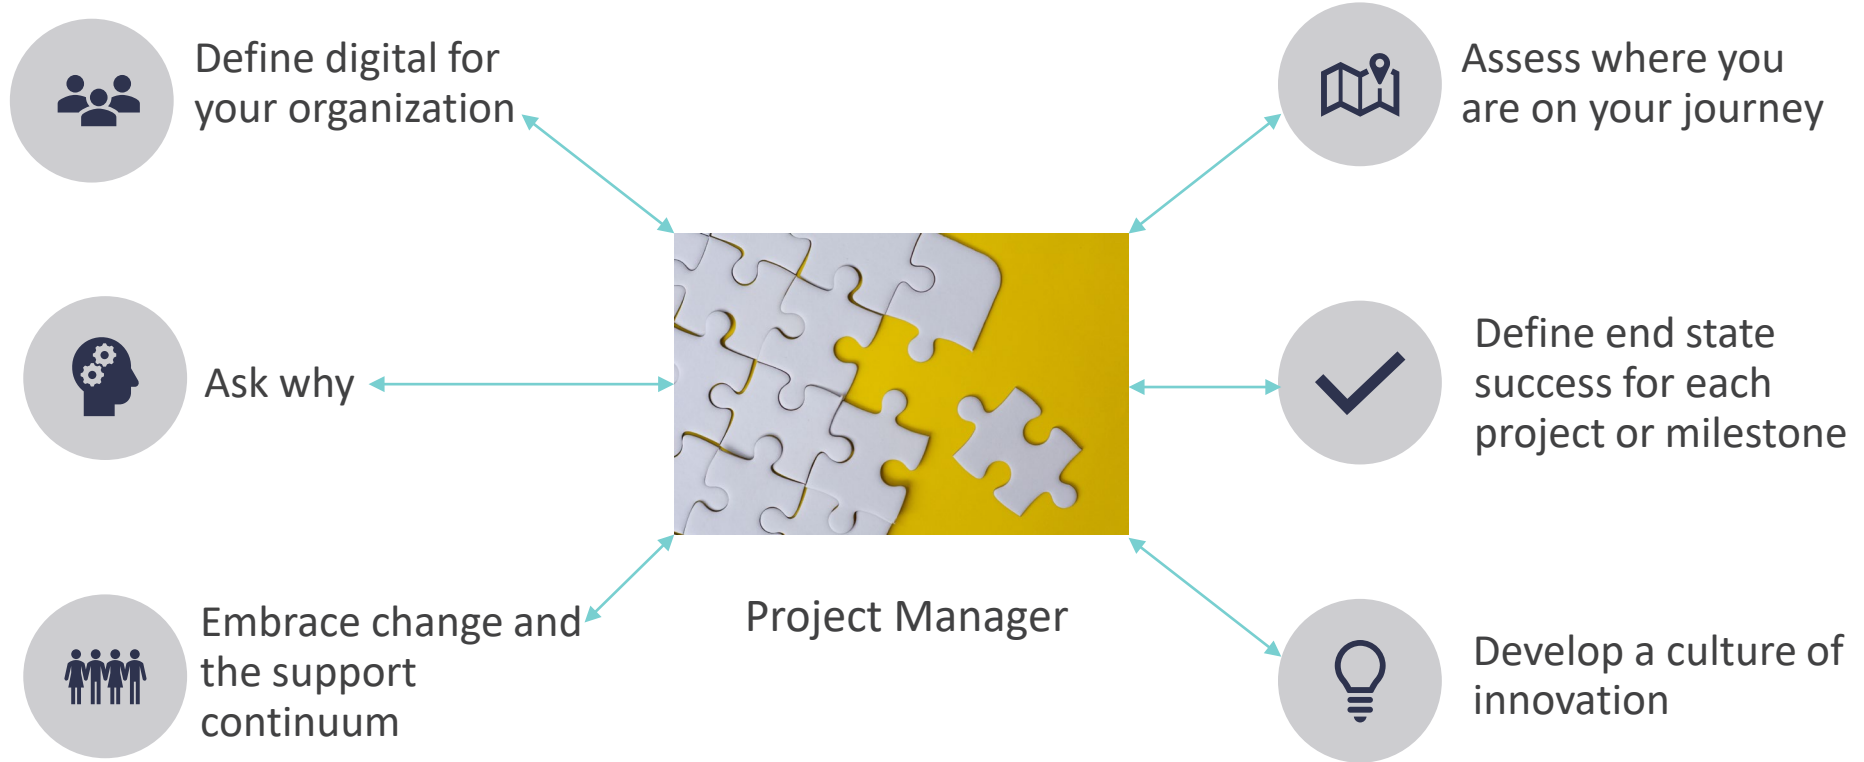 Define digital for
your organization
Assess where you
are on your journey
Ask why
Define end state
success for each
project or milestone
Embrace change and
the support
continuum
Project Manager
Develop a culture of
innovation